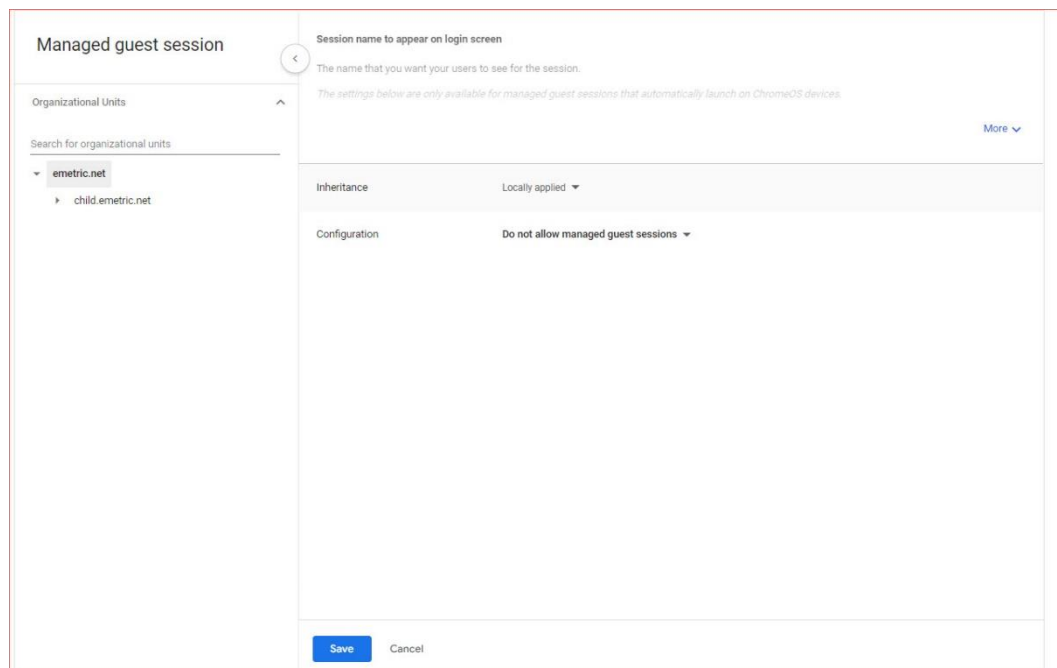 Managed guest session
Organizational Units
Search for organizational units
emetric.net
child.emetric.net
Session name to appear on login screen
The name that you want your users to see for the session.
The settings below are only available for managed guest sessions that automatically launch on ChromeOS devices.
More
Inheritance Locally applied
Configuration Do not allow managed guest sessions
Save Cancel